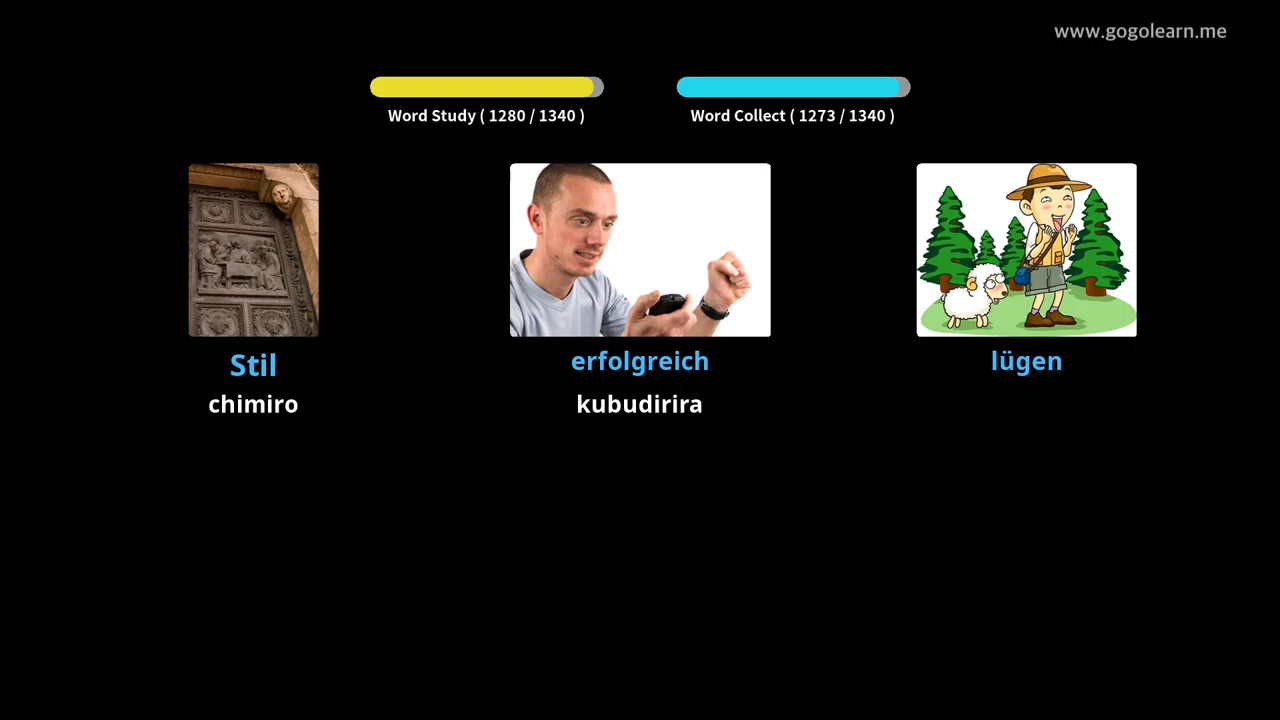 www.gogolearn.me
Word Study ( 1280 / 1340 )
Word Collect ( 1273 / 1340 )
Stil
erfolgreich
lügen
chimiro
kubudirira